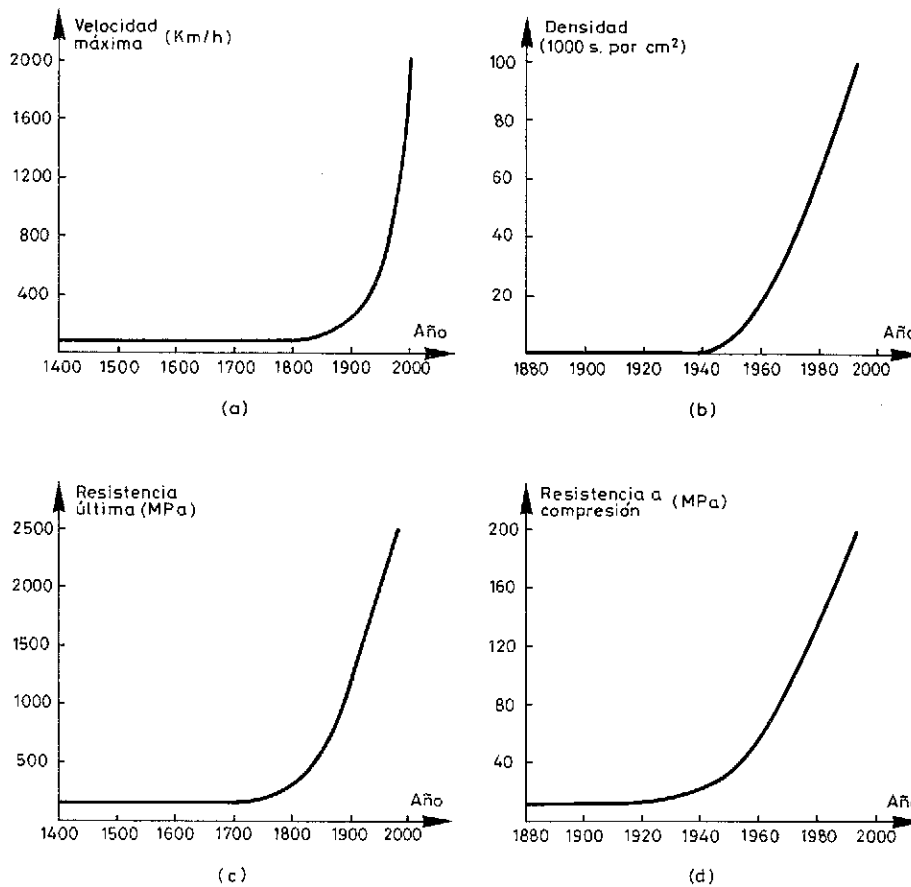 Velocidad
máxima (Km/h)
2000
1600
1200
800
400
Año
1400 1500 1600 1700 1800 1900 2000
(a)
Densidad
(1000 s. por cm²)
100
80
60
40
20
Año
1880 1900 1920 1940 1960 1980 2000
(b)
Resistencia
última (MPa)
2500
2000
1500
1000
500
Año
1400 1500 1600 1700 1800 1900 2000
(c)
Resistencia a
compresión (MPa)
200
160
120
80
40
Año
1880 1900 1920 1940 1960 1980 2000
(d)